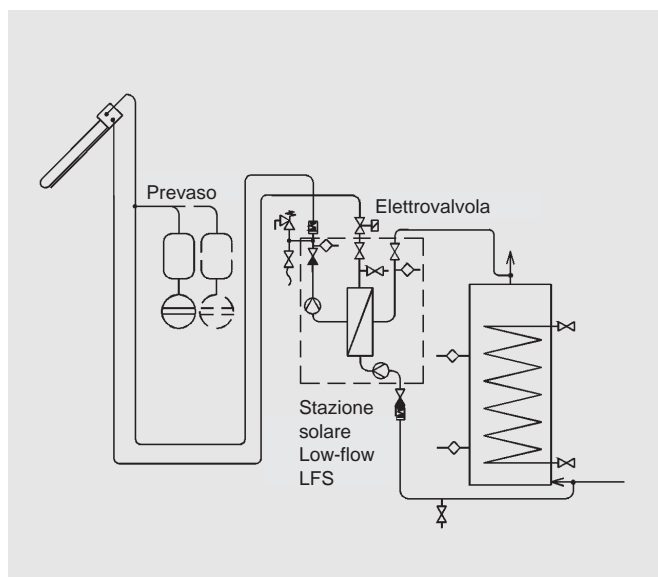 Prevaso
Elettrovalvola
Stazione
solare
Low-flow
LFS